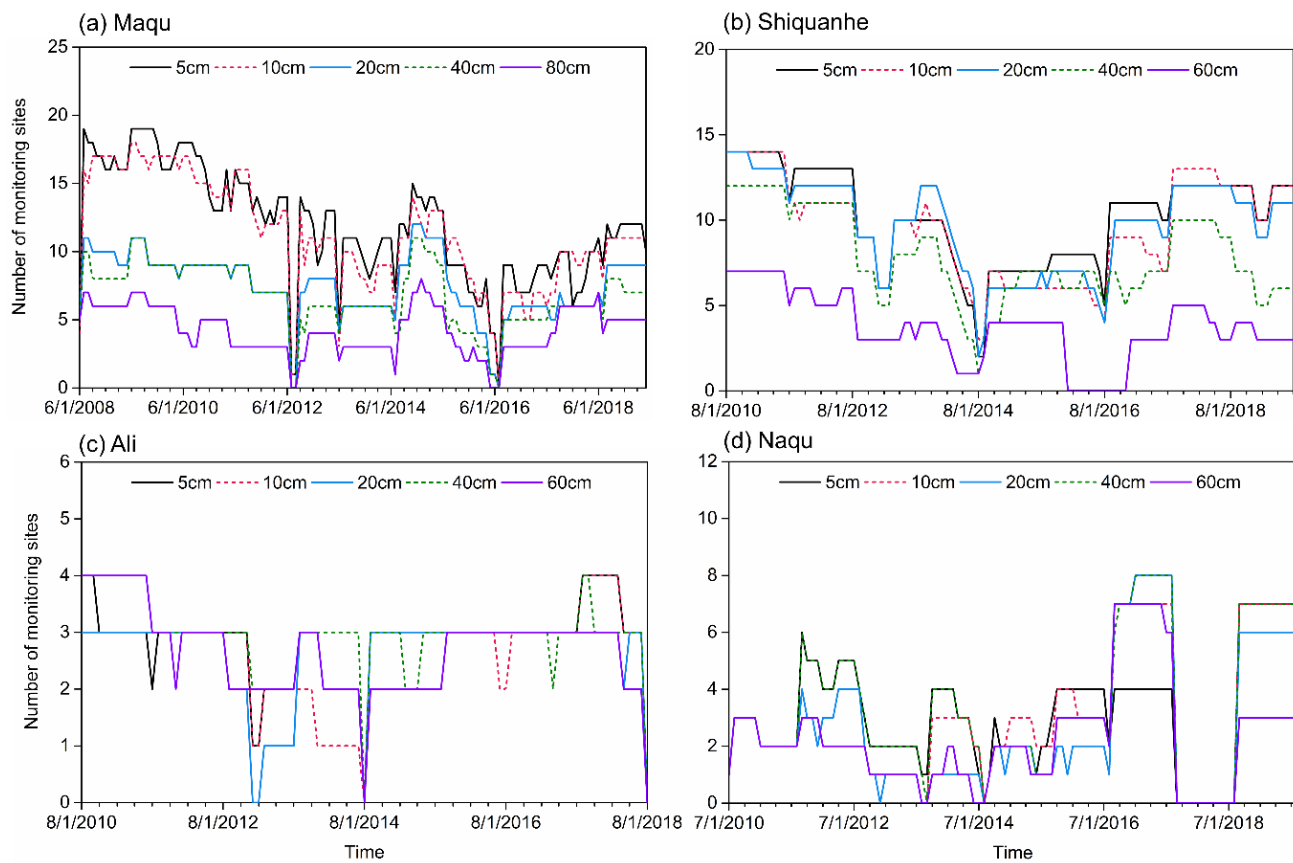 (a) Maqu
5cm 10cm 20cm 40cm 80cm
Number of monitoring sites
25
20
15
10
5
0
6/1/2008 6/1/2010 6/1/2012 6/1/2014 6/1/2016 6/1/2018
(b) Shiquanhe
5cm 10cm 20cm 40cm 60cm
20
15
10
5
0
8/1/2010 8/1/2012 8/1/2014 8/1/2016 8/1/2018
(c) Ali
5cm 10cm 20cm 40cm 60cm
Number of monitoring sites
6
5
4
3
2
1
0
8/1/2010 8/1/2012 8/1/2014 8/1/2016 8/1/2018
Time
(d) Naqu
5cm 10cm 20cm 40cm 60cm
12
10
8
6
4
2
0
7/1/2010 7/1/2012 7/1/2014 7/1/2016 7/1/2018
Time